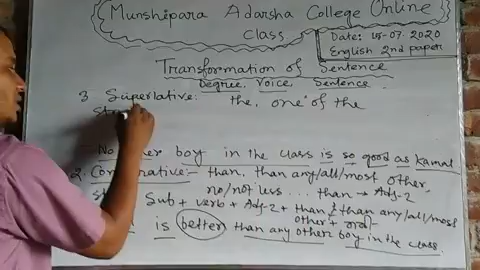 Munshipara Adarsha College Online
Class
Date: 15-07-2020
English 2nd paper
Transformation of Sentence
Degree, Voice, Sentence
3 Superlative: the, one of the
No other boy in the class is so good as Kamal
2. Comparative:- than, than any/all/most other,
no/not less ... than → Adj-2
Sub + verb + Adj-2 + than & than any/all/most
other +
is better than any other boy in the class